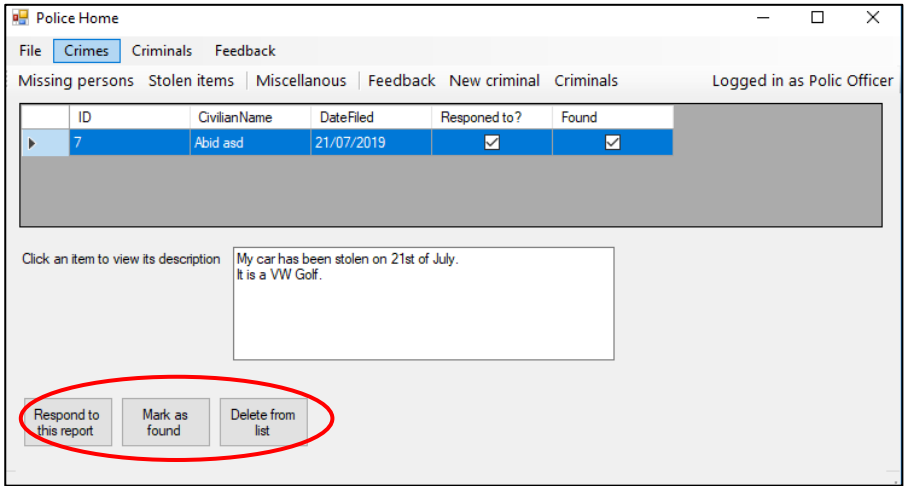 Police Home
File Crimes Criminals Feedback
Missing persons Stolen items Miscellanous Feedback New criminal Criminals Logged in as Polic Officer
ID CivilianName DateFiled Responed to? Found
7 Abid asd 21/07/2019
Click an item to view its description
My car has been stolen on 21st of July.
It is a VW Golf.
Respond to
this report
Mark as
found
Delete from
list